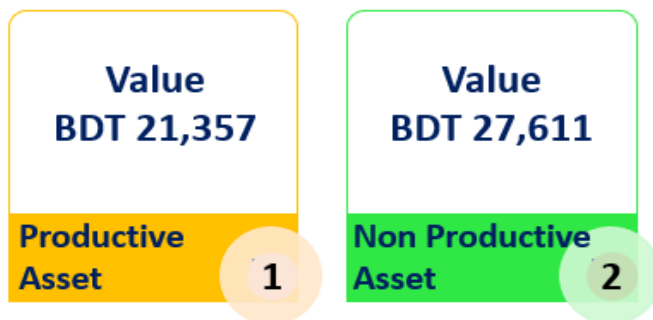 Value
BDT 21,357
Productive
Asset
1
Value
BDT 27,611
Non Productive
Asset
2